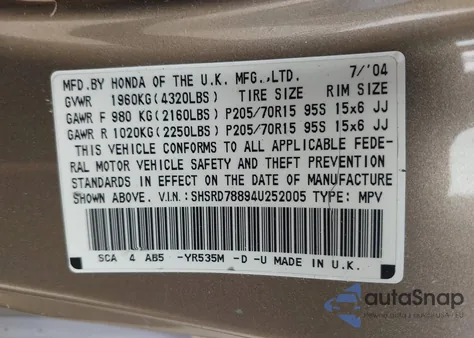 MFD.BY HONDA OF THE U.K. MFG.,LTD. 7/'04
GVWR 1960KG(4320LBS) TIRE SIZE RIM SIZE
GAWR F 980 KG(2160LBS) P205/70R15 95S 15x6 JJ
GAWR R 1020KG(2250LBS) P205/70R15 95S 15x6 JJ
THIS VEHICLE CONFORMS TO ALL APPLICABLE FEDE-
RAL MOTOR VEHICLE SAFETY AND THEFT PREVENTION
STANDARDS IN EFFECT ON THE DATE OF MANUFACTURE
SHOWN ABOVE. V.I.N.:SHSRD78894U252005 TYPE: MPV
SCA 4 AB5 -YR535M -D -U MADE IN U.K.
autoSnap